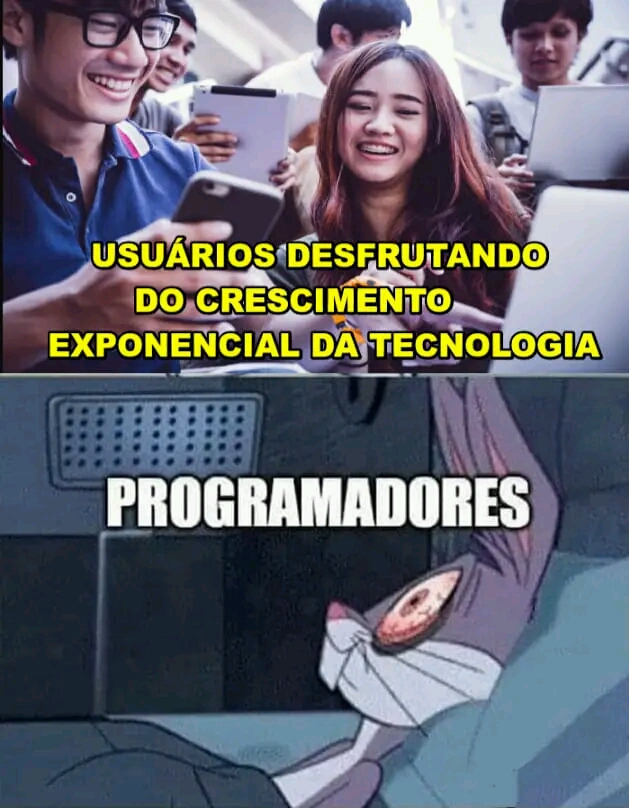 USUÁRIOS DESFRUTANDO
DO CRESCIMENTO
EXPONENCIAL DA TECNOLOGIA
PROGRAMADORES